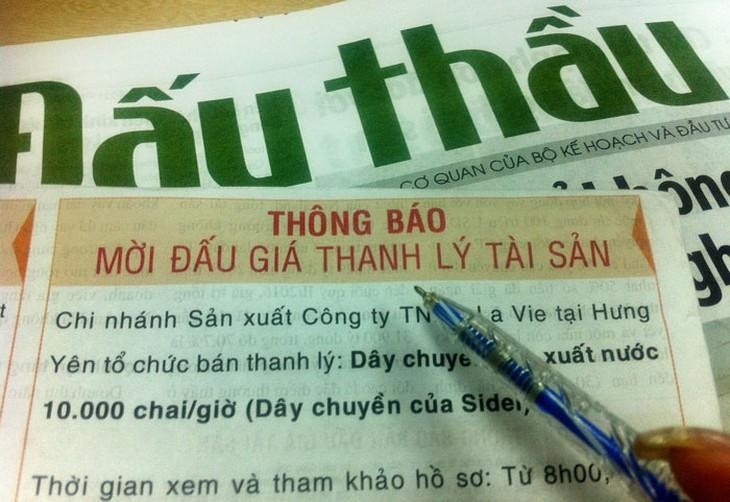 Đấu thầu
CƠ QUAN CỦA BỘ KẾ HOẠCH VÀ ĐẦU TƯ
THÔNG BÁO
MỜI ĐẤU GIÁ THANH LÝ TÀI SẢN
Chi nhánh Sản xuất Công ty TN La Vie tại Hưng
Yên tổ chức bán thanh lý: Dây chuyề xuất nước
10.000 chai/giờ (Dây chuyền của Sidel,
Thời gian xem và tham khảo hồ sơ: Từ 8h00,